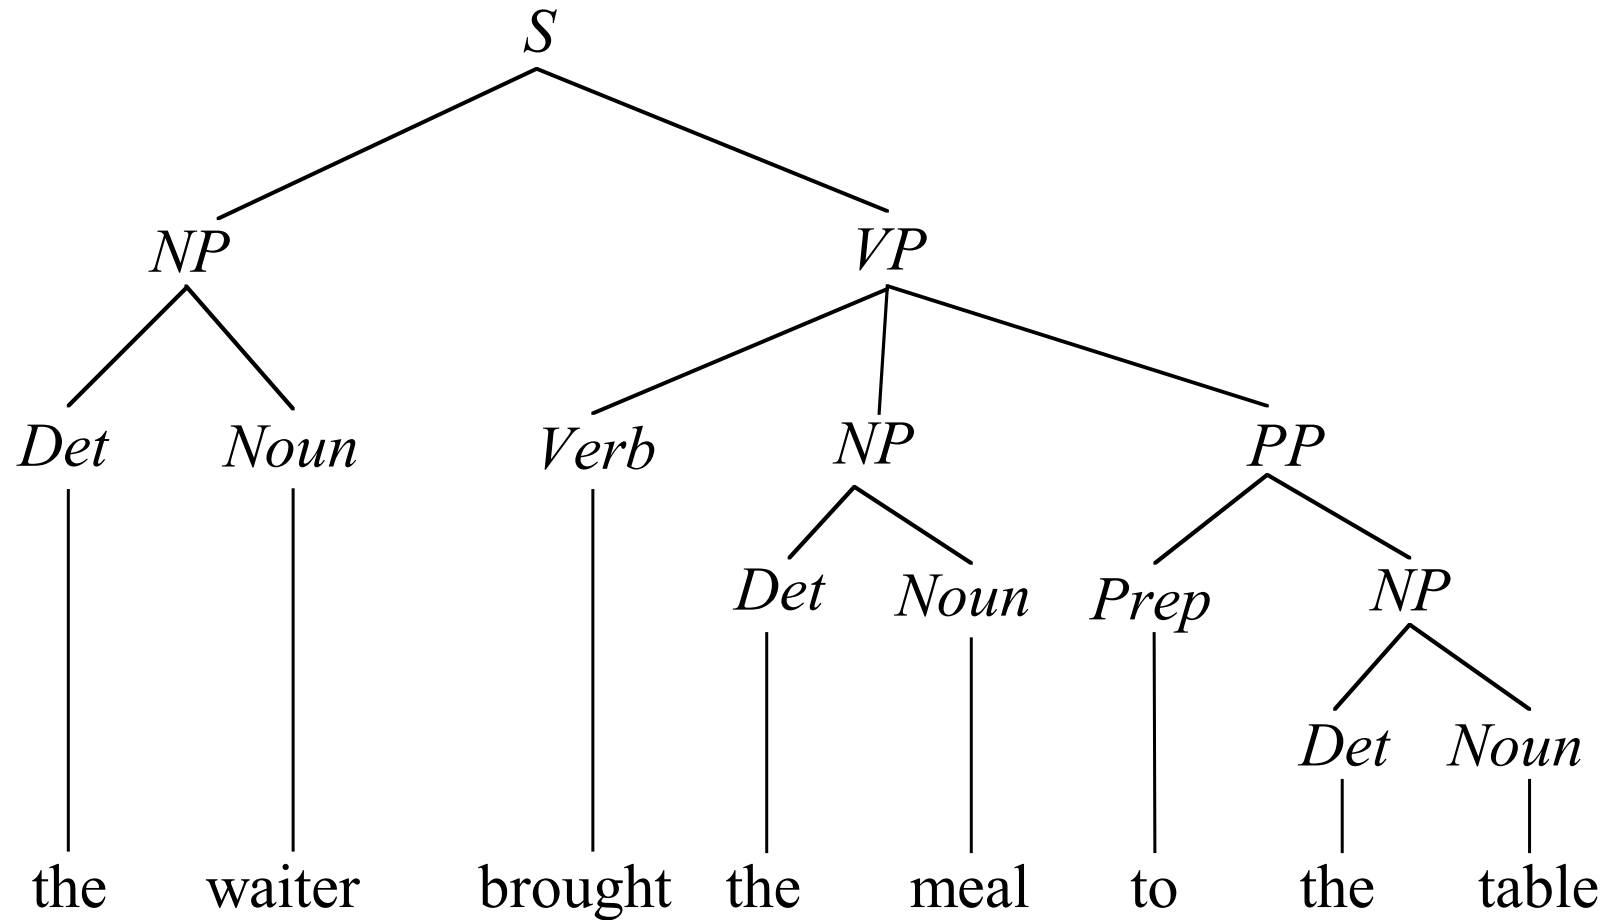 S
NP VP
Det Noun Verb NP PP
Det Noun Prep NP
Det Noun
the waiter brought the meal to the table